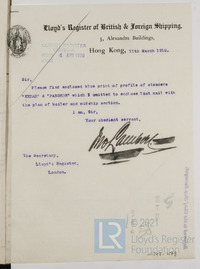 Lloyd's Register of British & Foreign Shipping,
3, Alexandra Buildings,
Hong Kong, 11th March 1910.
Sir,
Please find enclosed blue print of profile of steamers
& which I omitted to enclose last mail with
the plan of boiler and midship section.
I am, Sir,
Your obedient servant,
The Secretary,
Lloyd's Register,
London.
© 2021
Lloyd's Register
Foundation